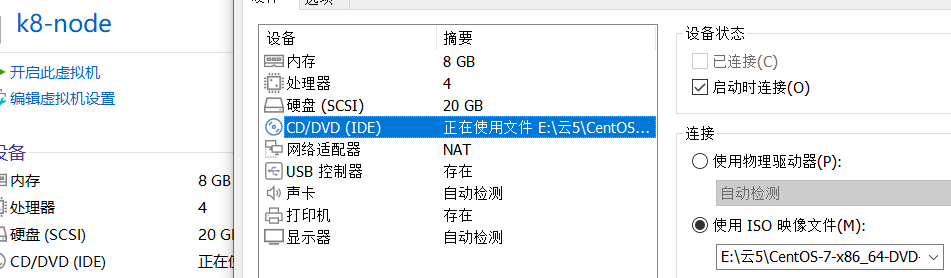 k8-node
开启此虚拟机
编辑虚拟机设置
设备
内存 8 GB
处理器 4
硬盘 (SCSI) 20 G
CD/DVD (IDE) 正在
选项
设备 摘要
内存 8 GB
处理器 4
硬盘 (SCSI) 20 GB
CD/DVD (IDE) 正在使用文件 E:\云5\CentOS...
网络适配器 NAT
USB 控制器 存在
声卡 自动检测
打印机 存在
显示器 自动检测
设备状态
已连接(C)
启动时连接(O)
连接
使用物理驱动器(P):
自动检测
使用 ISO 映像文件(M):
E:\云5\CentOS-7-x86_64-DVD-